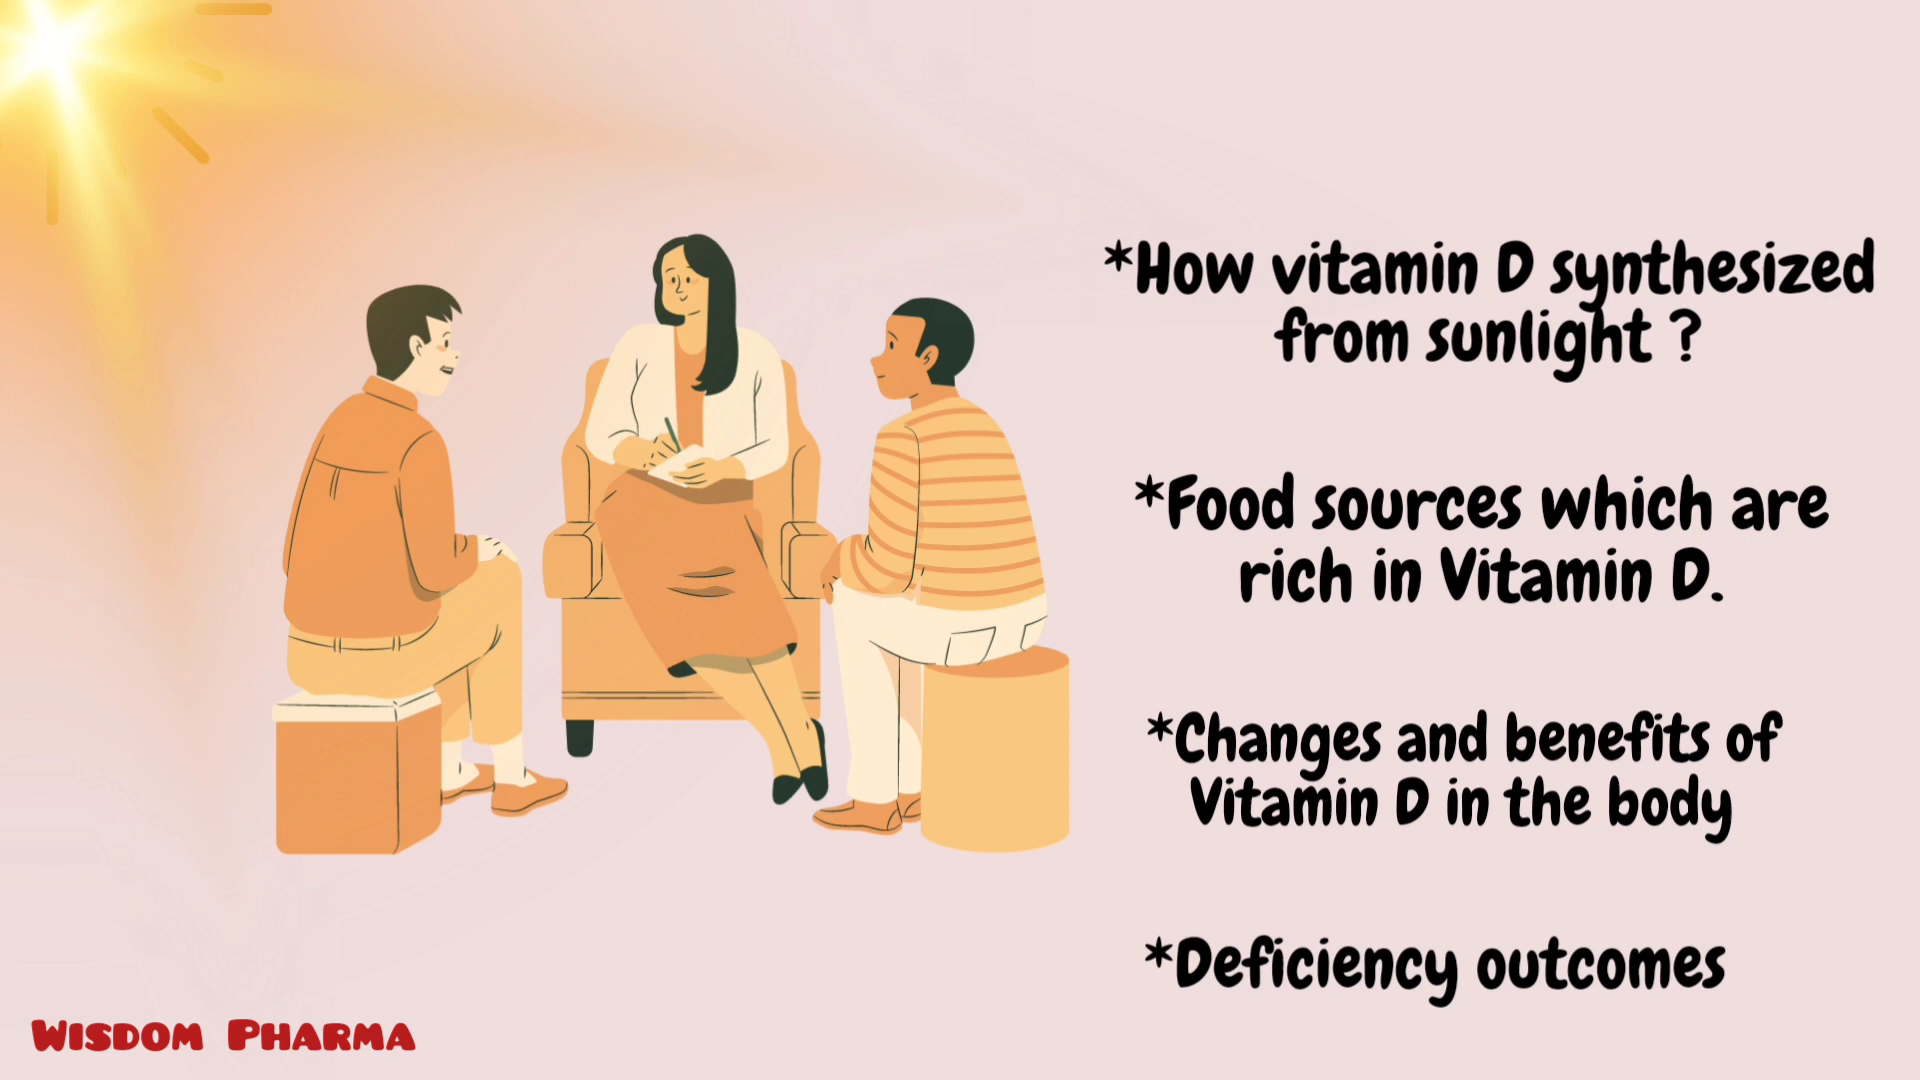 *How vitamin D synthesized
from sunlight ?
*Food sources which are
rich in Vitamin D.
*Changes and benefits of
Vitamin D in the body
*Deficiency outcomes
Wisdom Pharma